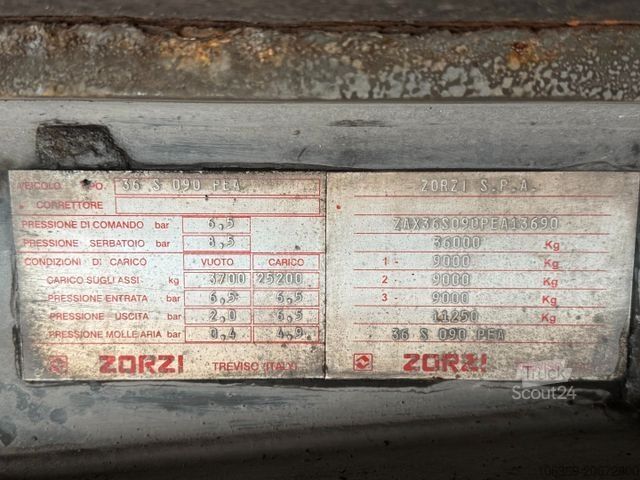 VEICOLO TIPO. 36 S 090 PEA
CORRETTORE
PRESSIONE DI COMANDO bar 6,5
PRESSIONE SERBATOIO bar 8,5
CONDIZIONI DI CARICO VUOTO CARICO
CARICO SUGLI ASSI kg 3700 25200
PRESSIONE ENTRATA bar 6,5 6,5
PRESSIONE USCITA bar 2,0 6,5
PRESSIONE MOLLE ARIA bar 0,4 4,9
ZORZI TREVISO (ITALY)
ZORZI S.P.A.
ZAX36S090PEA13690
36000 Kg
1 - 9000 Kg
2 - 9000 Kg
3 - 9000 Kg
11250 Kg
36 S 090 PEA
ZORZI
Truck
Scout24